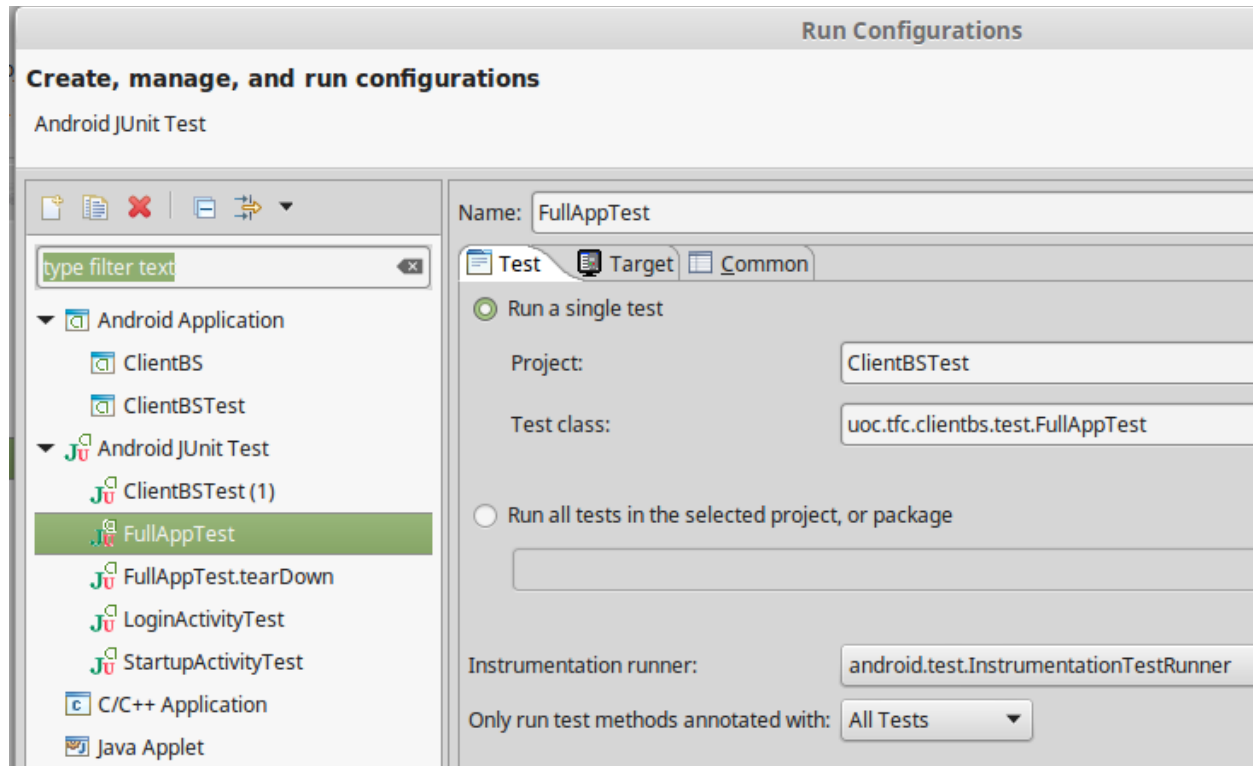 Run Configurations
Create, manage, and run configurations
Android JUnit Test
type filter text
Android Application
ClientBS
ClientBSTest
Android JUnit Test
ClientBSTest (1)
FullAppTest
FullAppTest.tearDown
LoginActivityTest
StartupActivityTest
C/C++ Application
Java Applet
Name: FullAppTest
Test Target Common
Run a single test
Project: ClientBSTest
Test class: uoc.tfc.clientbs.test.FullAppTest
Run all tests in the selected project, or package
Instrumentation runner: android.test.InstrumentationTestRunner
Only run test methods annotated with: All Tests